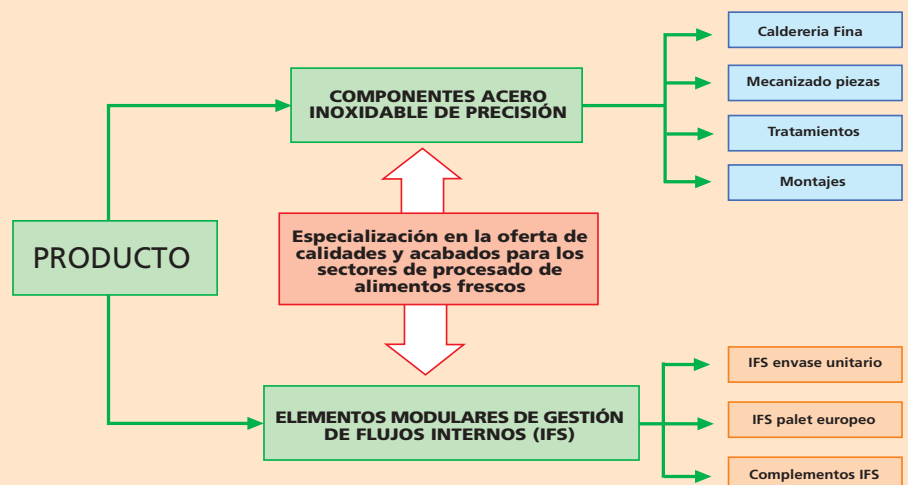 PRODUCTO
COMPONENTES ACERO
INOXIDABLE DE PRECISIÓN
Caldereria Fina
Mecanizado piezas
Tratamientos
Montajes
Especialización en la oferta de
calidades y acabados para los
sectores de procesado de
alimentos frescos
ELEMENTOS MODULARES DE GESTIÓN
DE FLUJOS INTERNOS (IFS)
IFS envase unitario
IFS palet europeo
Complementos IFS